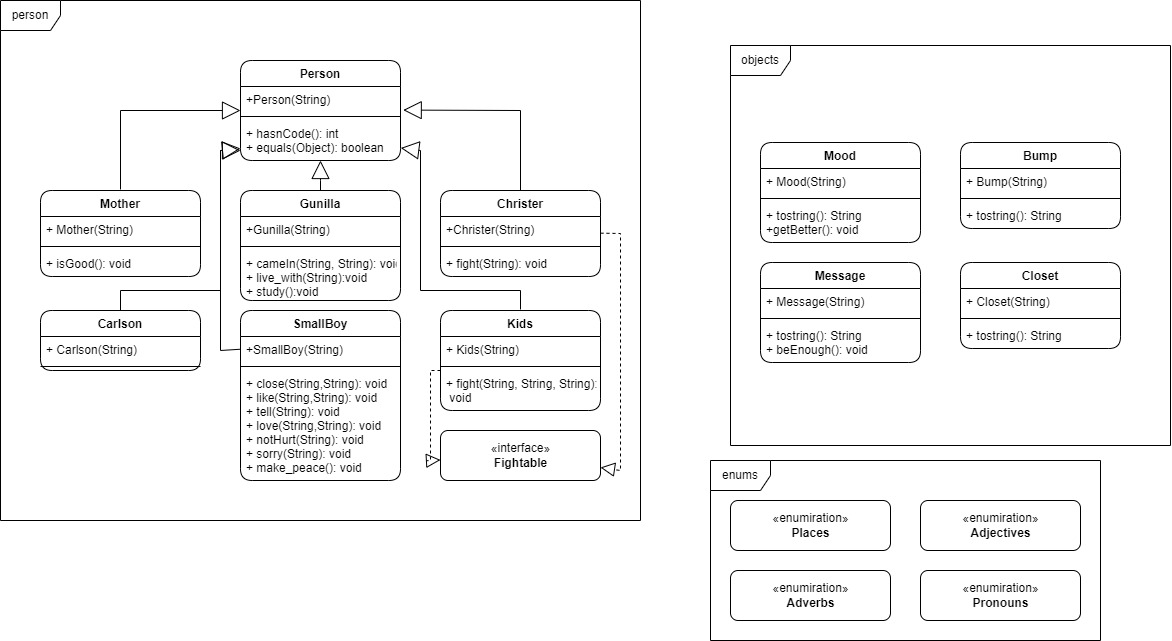 person
Person
+Person(String)
+ hasnCode(): int
+ equals(Object): boolean
Mother
+ Mother(String)
+ isGood(): void
Gunilla
+Gunilla(String)
+ cameIn(String, String): voi
+ live_with(String):void
+ study():void
Christer
+Christer(String)
+ fight(String): void
Carlson
+ Carlson(String)
SmallBoy
+SmallBoy(String)
+ close(String,String): void
+ like(String,String): void
+ tell(String): void
+ love(String,String): void
+ notHurt(String): void
+ sorry(String): void
+ make_peace(): void
Kids
+ Kids(String)
+ fight(String, String, String):
void
«interface»
Fightable
objects
Mood
+ Mood(String)
+ tostring(): String
+getBetter(): void
Bump
+ Bump(String)
+ tostring(): String
Message
+ Message(String)
+ tostring(): String
+ beEnough(): void
Closet
+ Closet(String)
+ tostring(): String
enums
«enumiration»
Places
«enumiration»
Adjectives
«enumiration»
Adverbs
«enumiration»
Pronouns